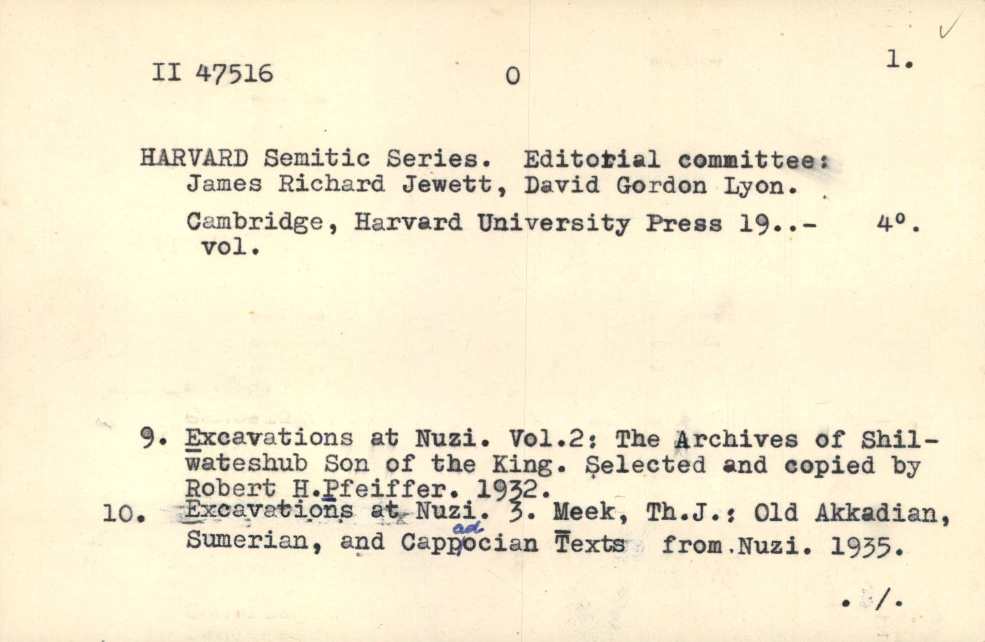 II 47516 O 1.
HARVARD Semitic Series. Editorial committee:
James Richard Jewett, David Gordon Lyon.
Cambridge, Harvard University Press 19..- 4°.
vol.
9. Excavations at Nuzi. Vol.2: The Archives of Shil-
wateshub Son of the King. Selected and copied by
Robert H.Pfeiffer. 1932.
10. Excavations at Nuzi. 3. Meek, Th.J.: Old Akkadian,
Sumerian, and Cappadocian Texts from Nuzi. 1935.
./.